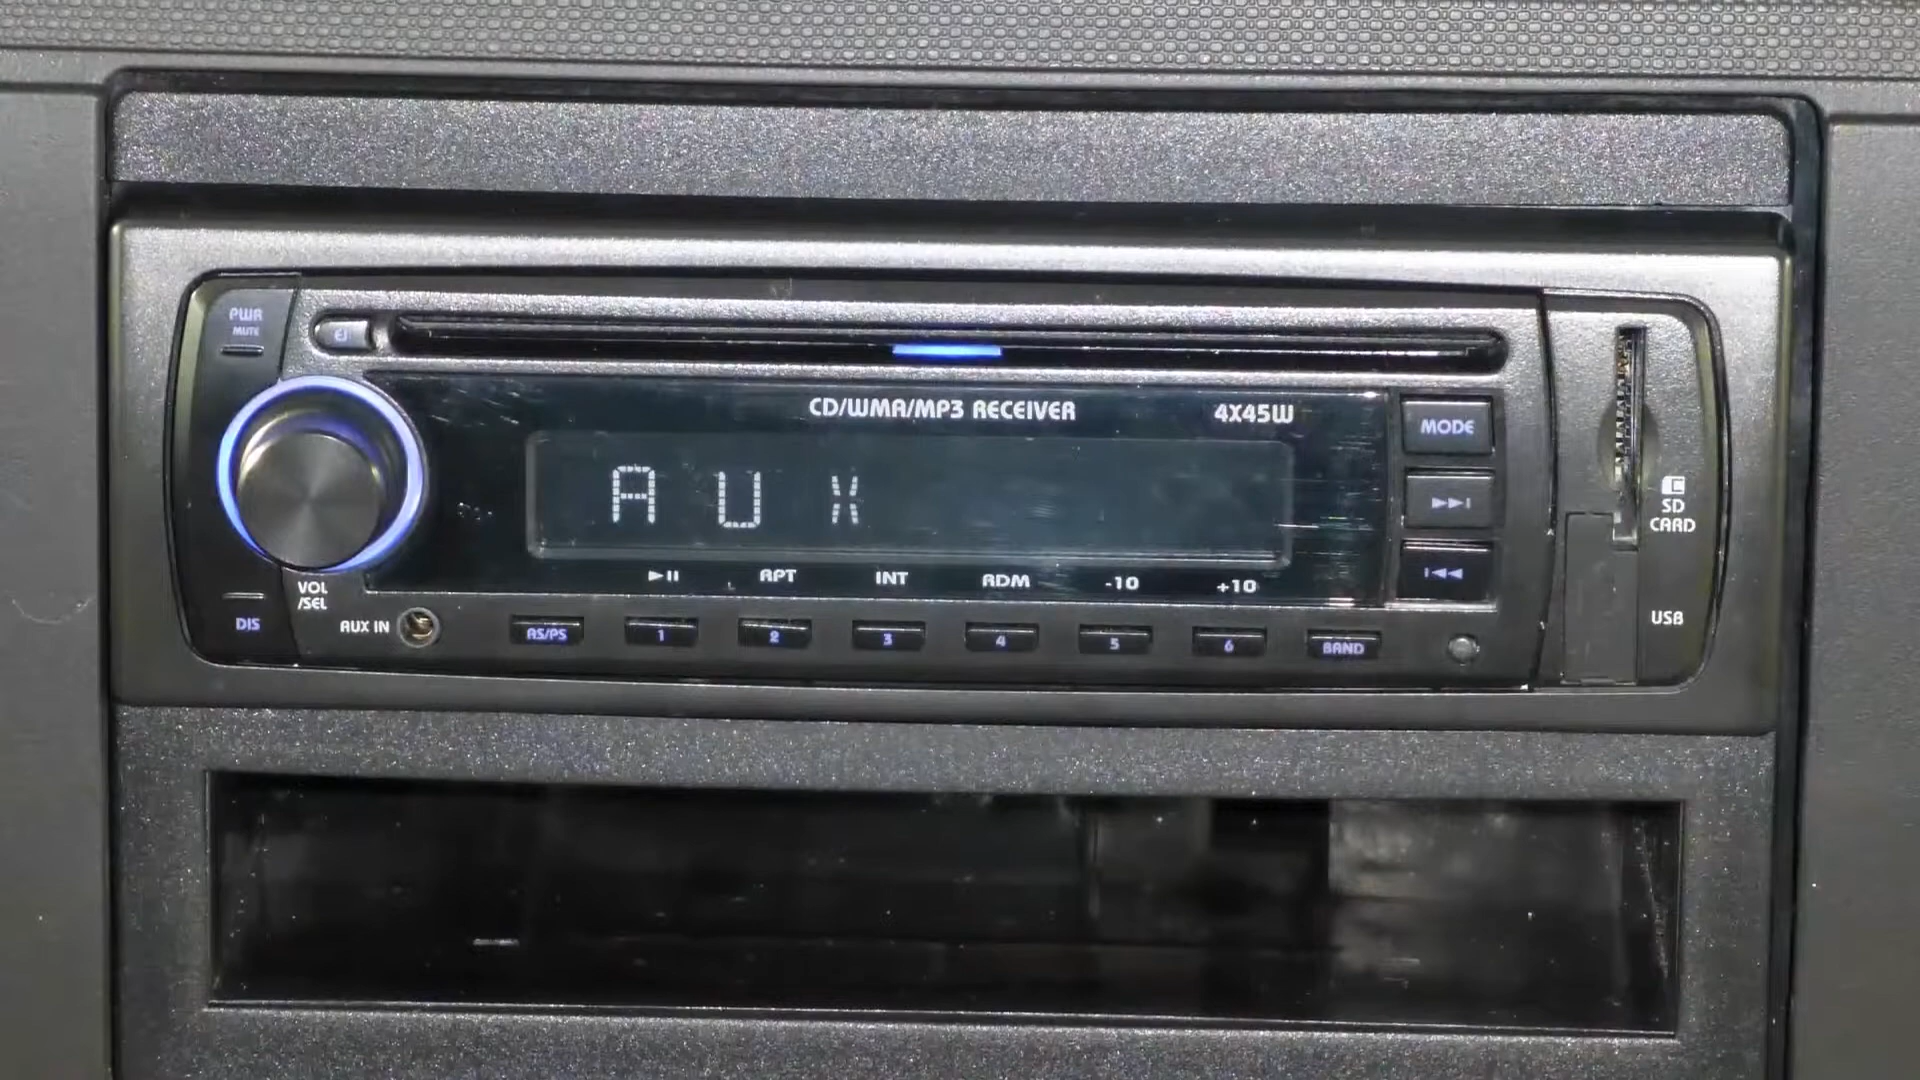 PWR
MUTE
CD/WMA/MP3 RECEIVER
4X45W
MODE
AUX
SD
CARD
RPT
INT
RDM
-10
+10
VOL
/SEL
DIS
AUX IN
AS/PS
1
2
3
4
5
6
BAND
USB